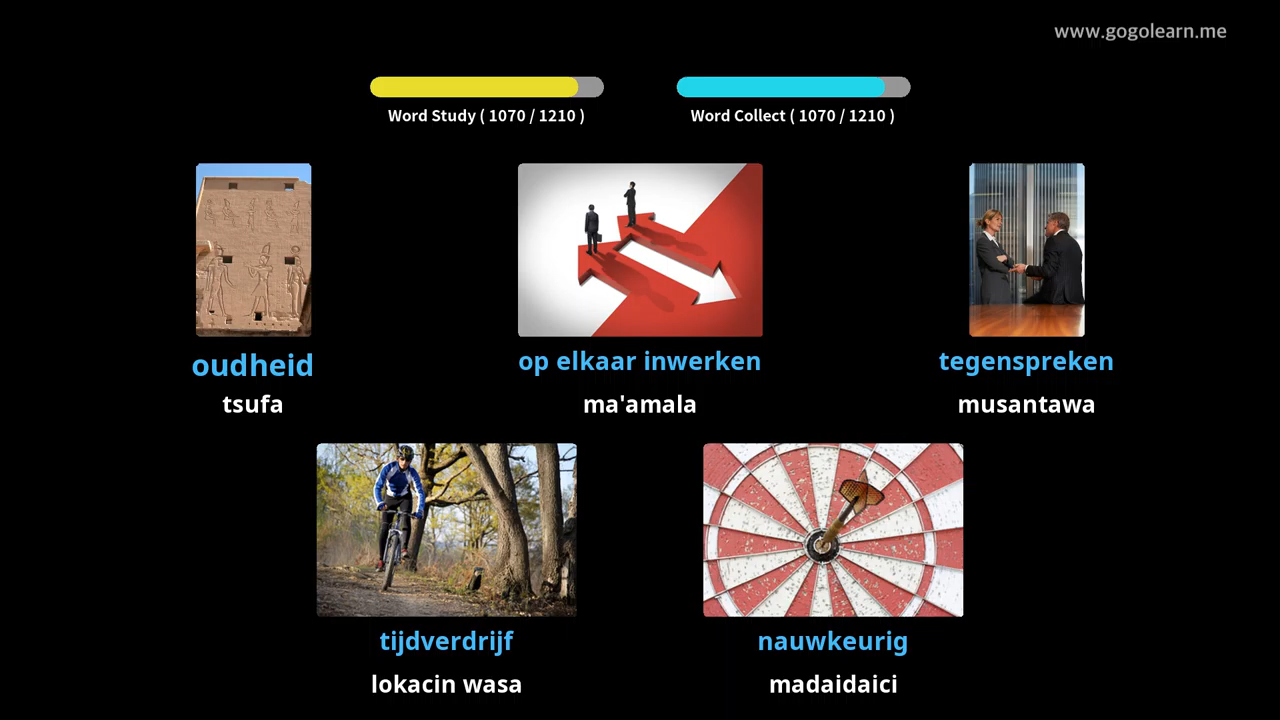 www.gogolearn.me
Word Study ( 1070 / 1210 )
Word Collect ( 1070 / 1210 )
oudheid
op elkaar inwerken
tegenspreken
tsufa
ma'amala
musantawa
tijdverdrijf
nauwkeurig
lokacin wasa
madaidaici